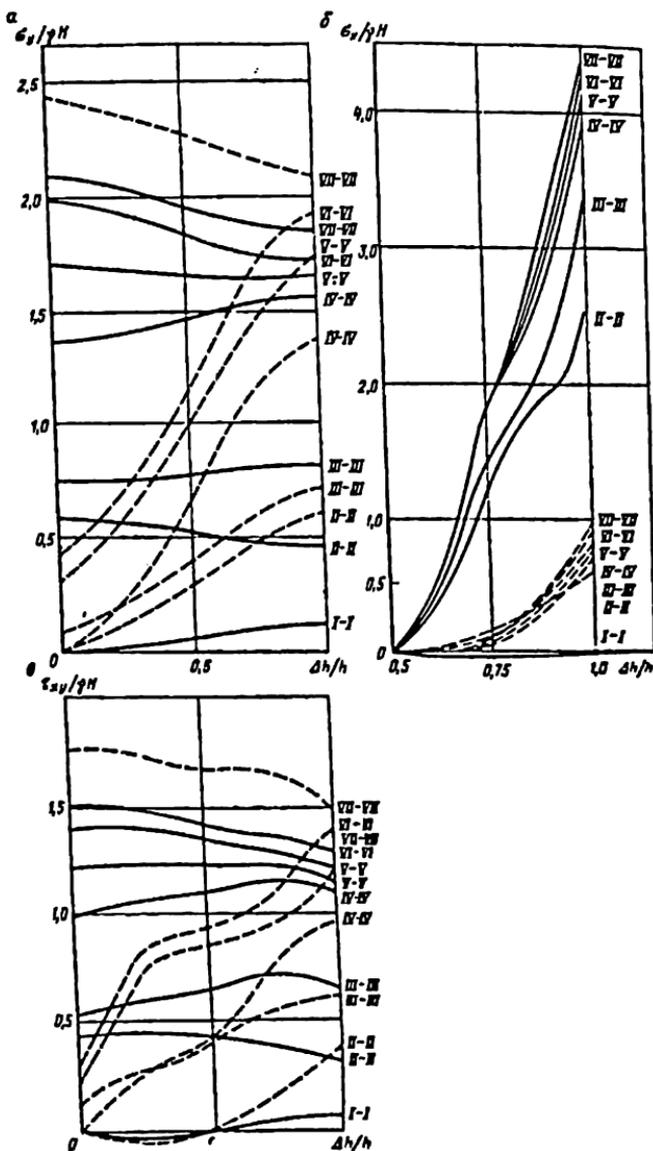 а
σy/γH
2,5
2,0
1,5
1,0
0,5
0
0,5
Δh/h
VII–VII
VI–VI
VII–VII
V–V
VI–VI
V–V
IV–IV
IV–IV
III–III
III–III
II–II
II–II
I–I
б
σy/γH
4,0
3,0
2,0
1,0
0,5
0
0,5
0,75
1,0
Δh/h
VII–VII
VI–VI
V–V
IV–IV
III–III
II–II
VII–VII
VI–VI
V–V
IV–IV
III–III
II–II
I–I
в
τxy/γH
1,5
1,0
0,5
0
Δh/h
VII–VII
VI–VI
VII–VII
VI–VI
V–V
V–V
IV–IV
IV–IV
III–III
III–III
II–II
II–II
I–I